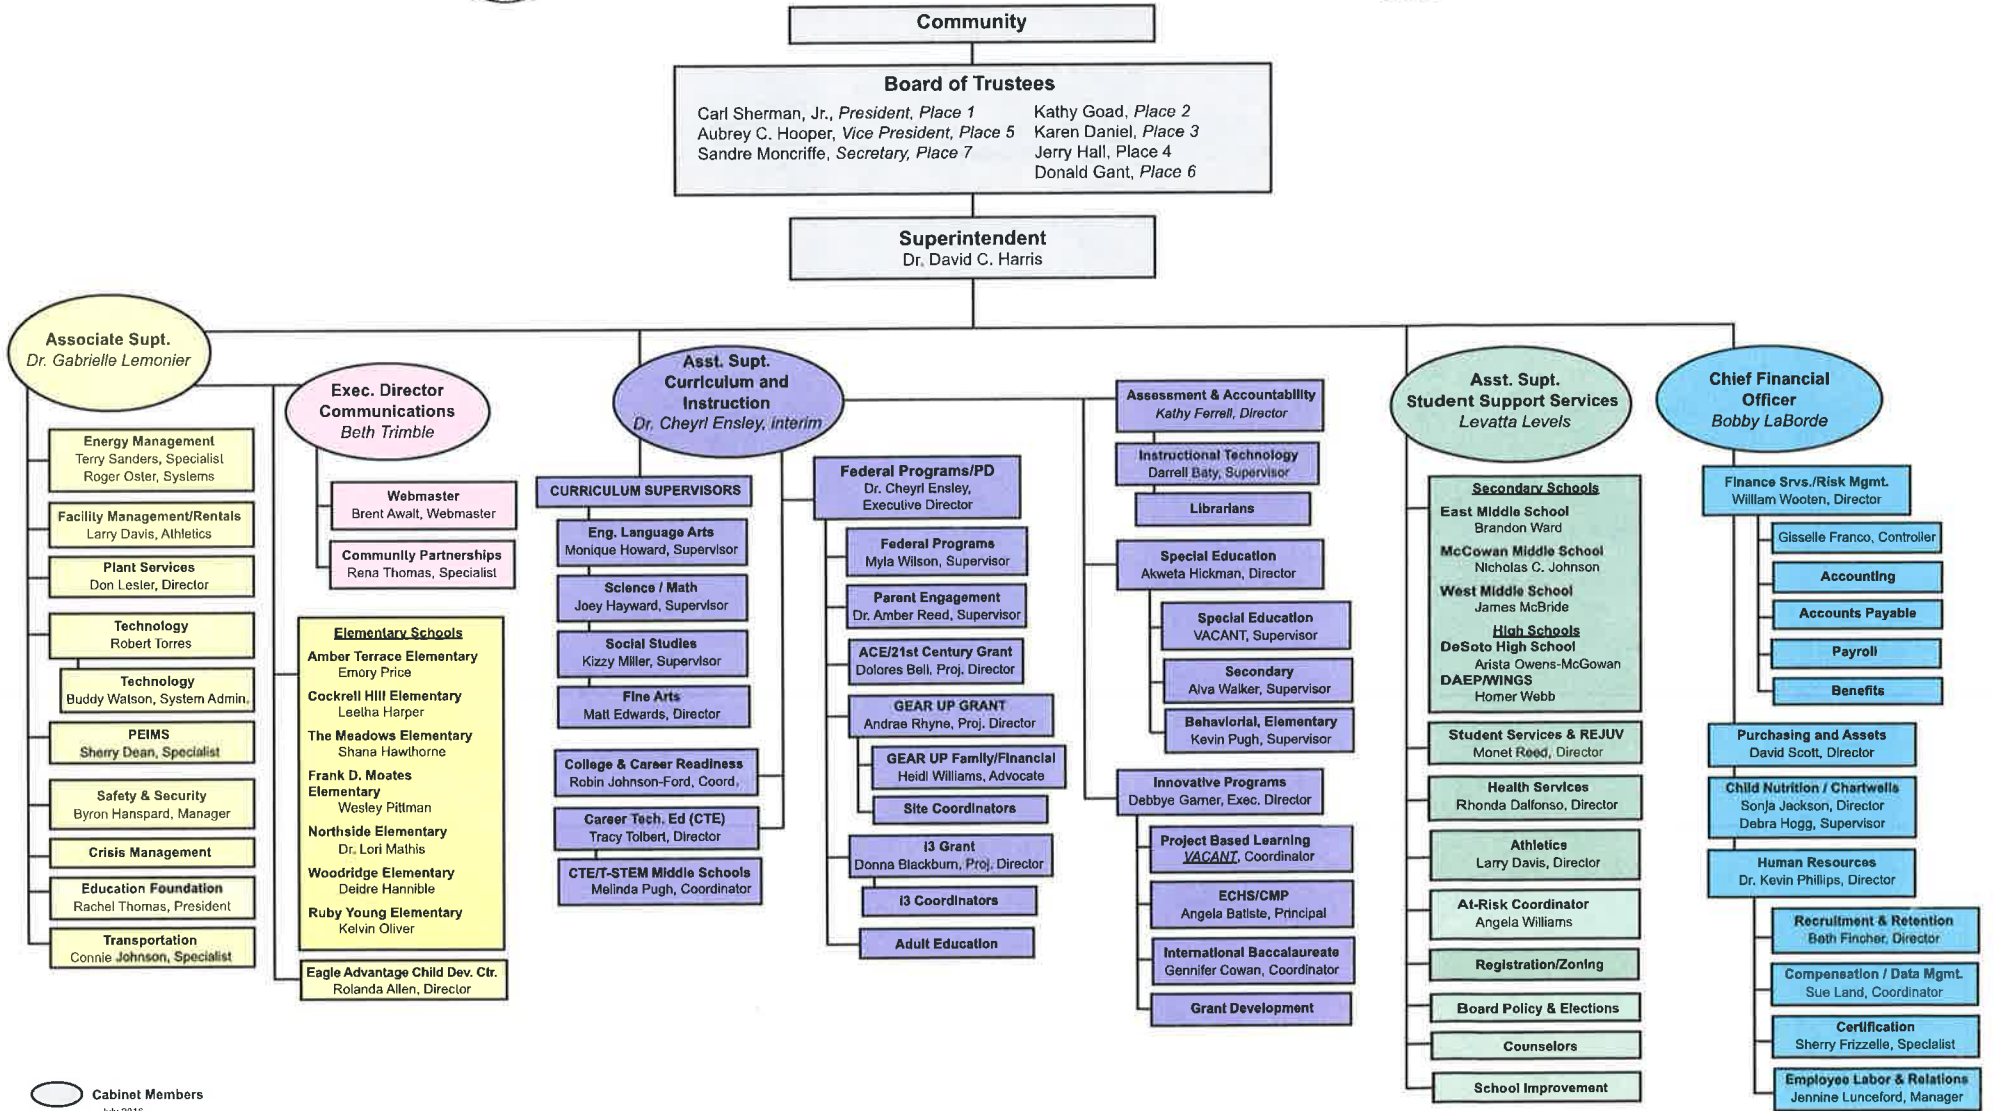 Community
Board of Trustees
Carl Sherman, Jr., President, Place 1
Aubrey C. Hooper, Vice President, Place 5
Sandre Moncriffe, Secretary, Place 7
Kathy Goad, Place 2
Karen Daniel, Place 3
Jerry Hall, Place 4
Donald Gant, Place 6
Superintendent
Dr. David C. Harris
Associate Supt.
Dr. Gabrielle Lemonier
Energy Management
Terry Sanders, Specialist
Roger Oster, Systems
Facility Management/Rentals
Larry Davis, Athletics
Plant Services
Don Lester, Director
Technology
Robert Torres
Technology
Buddy Watson, System Admin.
PEIMS
Sherry Dean, Specialist
Safety & Security
Byron Hanspard, Manager
Crisis Management
Education Foundation
Rachel Thomas, President
Transportation
Connie Johnson, Specialist
Exec. Director
Communications
Beth Trimble
Webmaster
Brent Awalt, Webmaster
Community Partnerships
Rena Thomas, Specialist
Elementary Schools
Amber Terrace Elementary
Emory Price
Cockrell Hill Elementary
Leetha Harper
The Meadows Elementary
Shana Hawthorne
Frank D. Moates
Elementary
Wesley Pittman
Northside Elementary
Dr. Lori Mathis
Woodridge Elementary
Deidre Hannible
Ruby Young Elementary
Kelvin Oliver
Eagle Advantage Child Dev. Ctr.
Rolanda Allen, Director
Asst. Supt.
Curriculum and
Instruction
Dr. Cheyrl Ensley, interim
CURRICULUM SUPERVISORS
Eng. Language Arts
Monique Howard, Supervisor
Science / Math
Joey Hayward, Supervisor
Social Studies
Kizzy Miller, Supervisor
Fine Arts
Matt Edwards, Director
College & Career Readiness
Robin Johnson-Ford, Coord.
Career Tech. Ed (CTE)
Tracy Tolbert, Director
CTE/T-STEM Middle Schools
Melinda Pugh, Coordinator
Federal Programs/PD
Dr. Cheyrl Ensley,
Executive Director
Federal Programs
Myla Wilson, Supervisor
Parent Engagement
Dr. Amber Reed, Supervisor
ACE/21st Century Grant
Dolores Bell, Proj. Director
GEAR UP GRANT
Andrae Rhyne, Proj. Director
GEAR UP Family/Financial
Heidi Williams, Advocate
Site Coordinators
i3 Grant
Donna Blackburn, Proj. Director
i3 Coordinators
Adult Education
Assessment & Accountability
Kathy Ferrell, Director
Instructional Technology
Darrell Baty, Supervisor
Librarians
Special Education
Akweta Hickman, Director
Special Education
VACANT, Supervisor
Secondary
Alva Walker, Supervisor
Behaviorial, Elementary
Kevin Pugh, Supervisor
Innovative Programs
Debbye Garner, Exec. Director
Project Based Learning
VACANT, Coordinator
ECHS/CMP
Angela Batiste, Principal
International Baccalaureate
Gennifer Cowan, Coordinator
Grant Development
Asst. Supt.
Student Support Services
Levatta Levels
Secondary Schools
East Middle School
Brandon Ward
McCowan Middle School
Nicholas C. Johnson
West Middle School
James McBride
High Schools
DeSoto High School
Arista Owens-McGowan
DAEP/WINGS
Homer Webb
Student Services & REJUV
Monet Reed, Director
Health Services
Rhonda Dalfonso, Director
Athletics
Larry Davis, Director
At-Risk Coordinator
Angela Williams
Registration/Zoning
Board Policy & Elections
Counselors
School Improvement
Chief Financial
Officer
Bobby LaBorde
Finance Srvs./Risk Mgmt.
William Wooten, Director
Gisselle Franco, Controller
Accounting
Accounts Payable
Payroll
Benefits
Purchasing and Assets
David Scott, Director
Child Nutrition / Chartwells
Sonja Jackson, Director
Debra Hogg, Supervisor
Human Resources
Dr. Kevin Phillips, Director
Recruitment & Retention
Beth Fincher, Director
Compensation / Data Mgmt.
Sue Land, Coordinator
Certification
Sherry Frizzelle, Specialist
Employee Labor & Relations
Jennine Lunceford, Manager
Cabinet Members